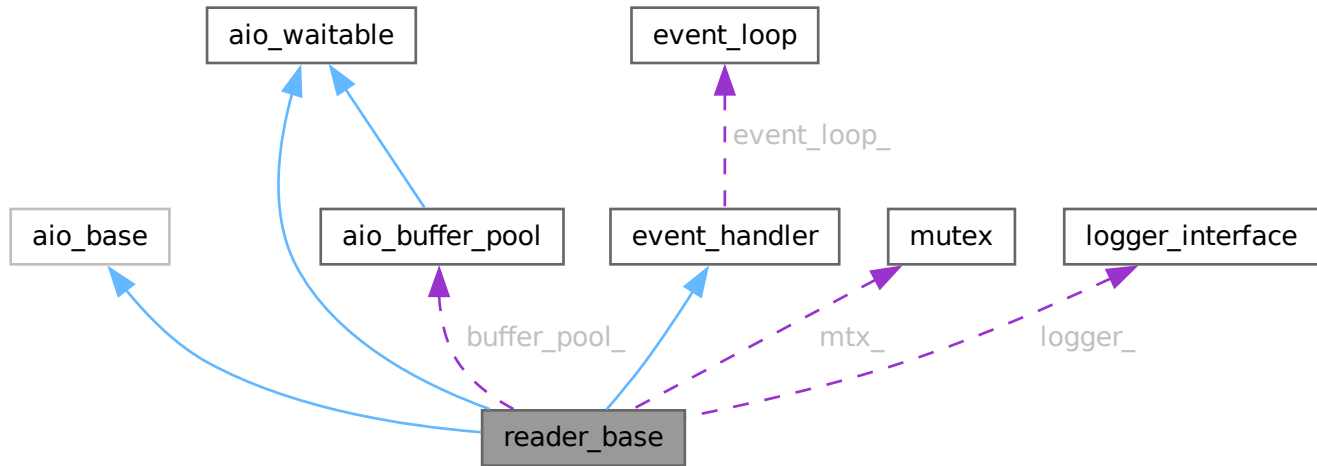 aio_waitable
event_loop
event_loop_
aio_base
aio_buffer_pool
event_handler
mutex
logger_interface
buffer_pool_
mtx_
logger_
reader_base